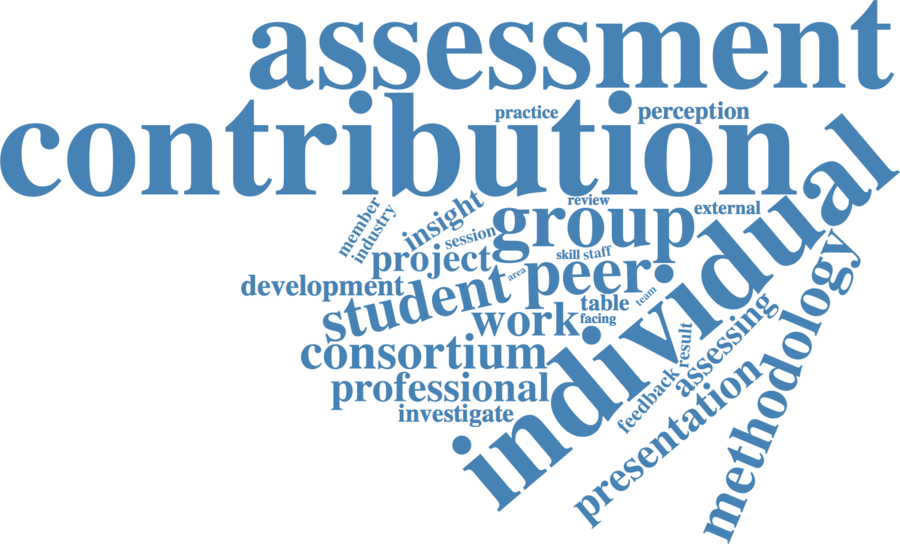 assessment
contribution
practice
perception
individual
member
industry
insight
session
review
group
external
project
skill
staff
development
student
area
peer
team
table
work
facing
consortium
professional
investigate
result
feedback
assessing
presentation
methodology